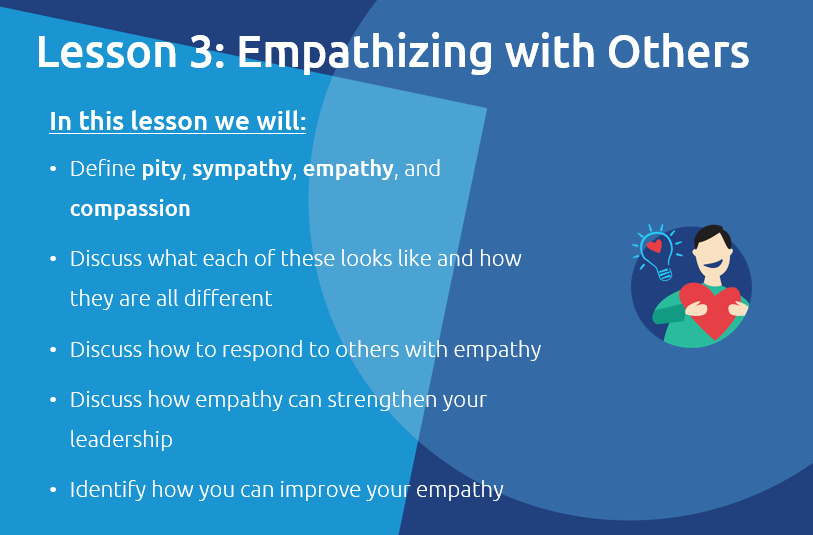 Lesson 3: Empathizing with Others
In this lesson we will:
• Define pity, sympathy, empathy, and
compassion
• Discuss what each of these looks like and how
they are all different
• Discuss how to respond to others with empathy
• Discuss how empathy can strengthen your
leadership
• Identify how you can improve your empathy